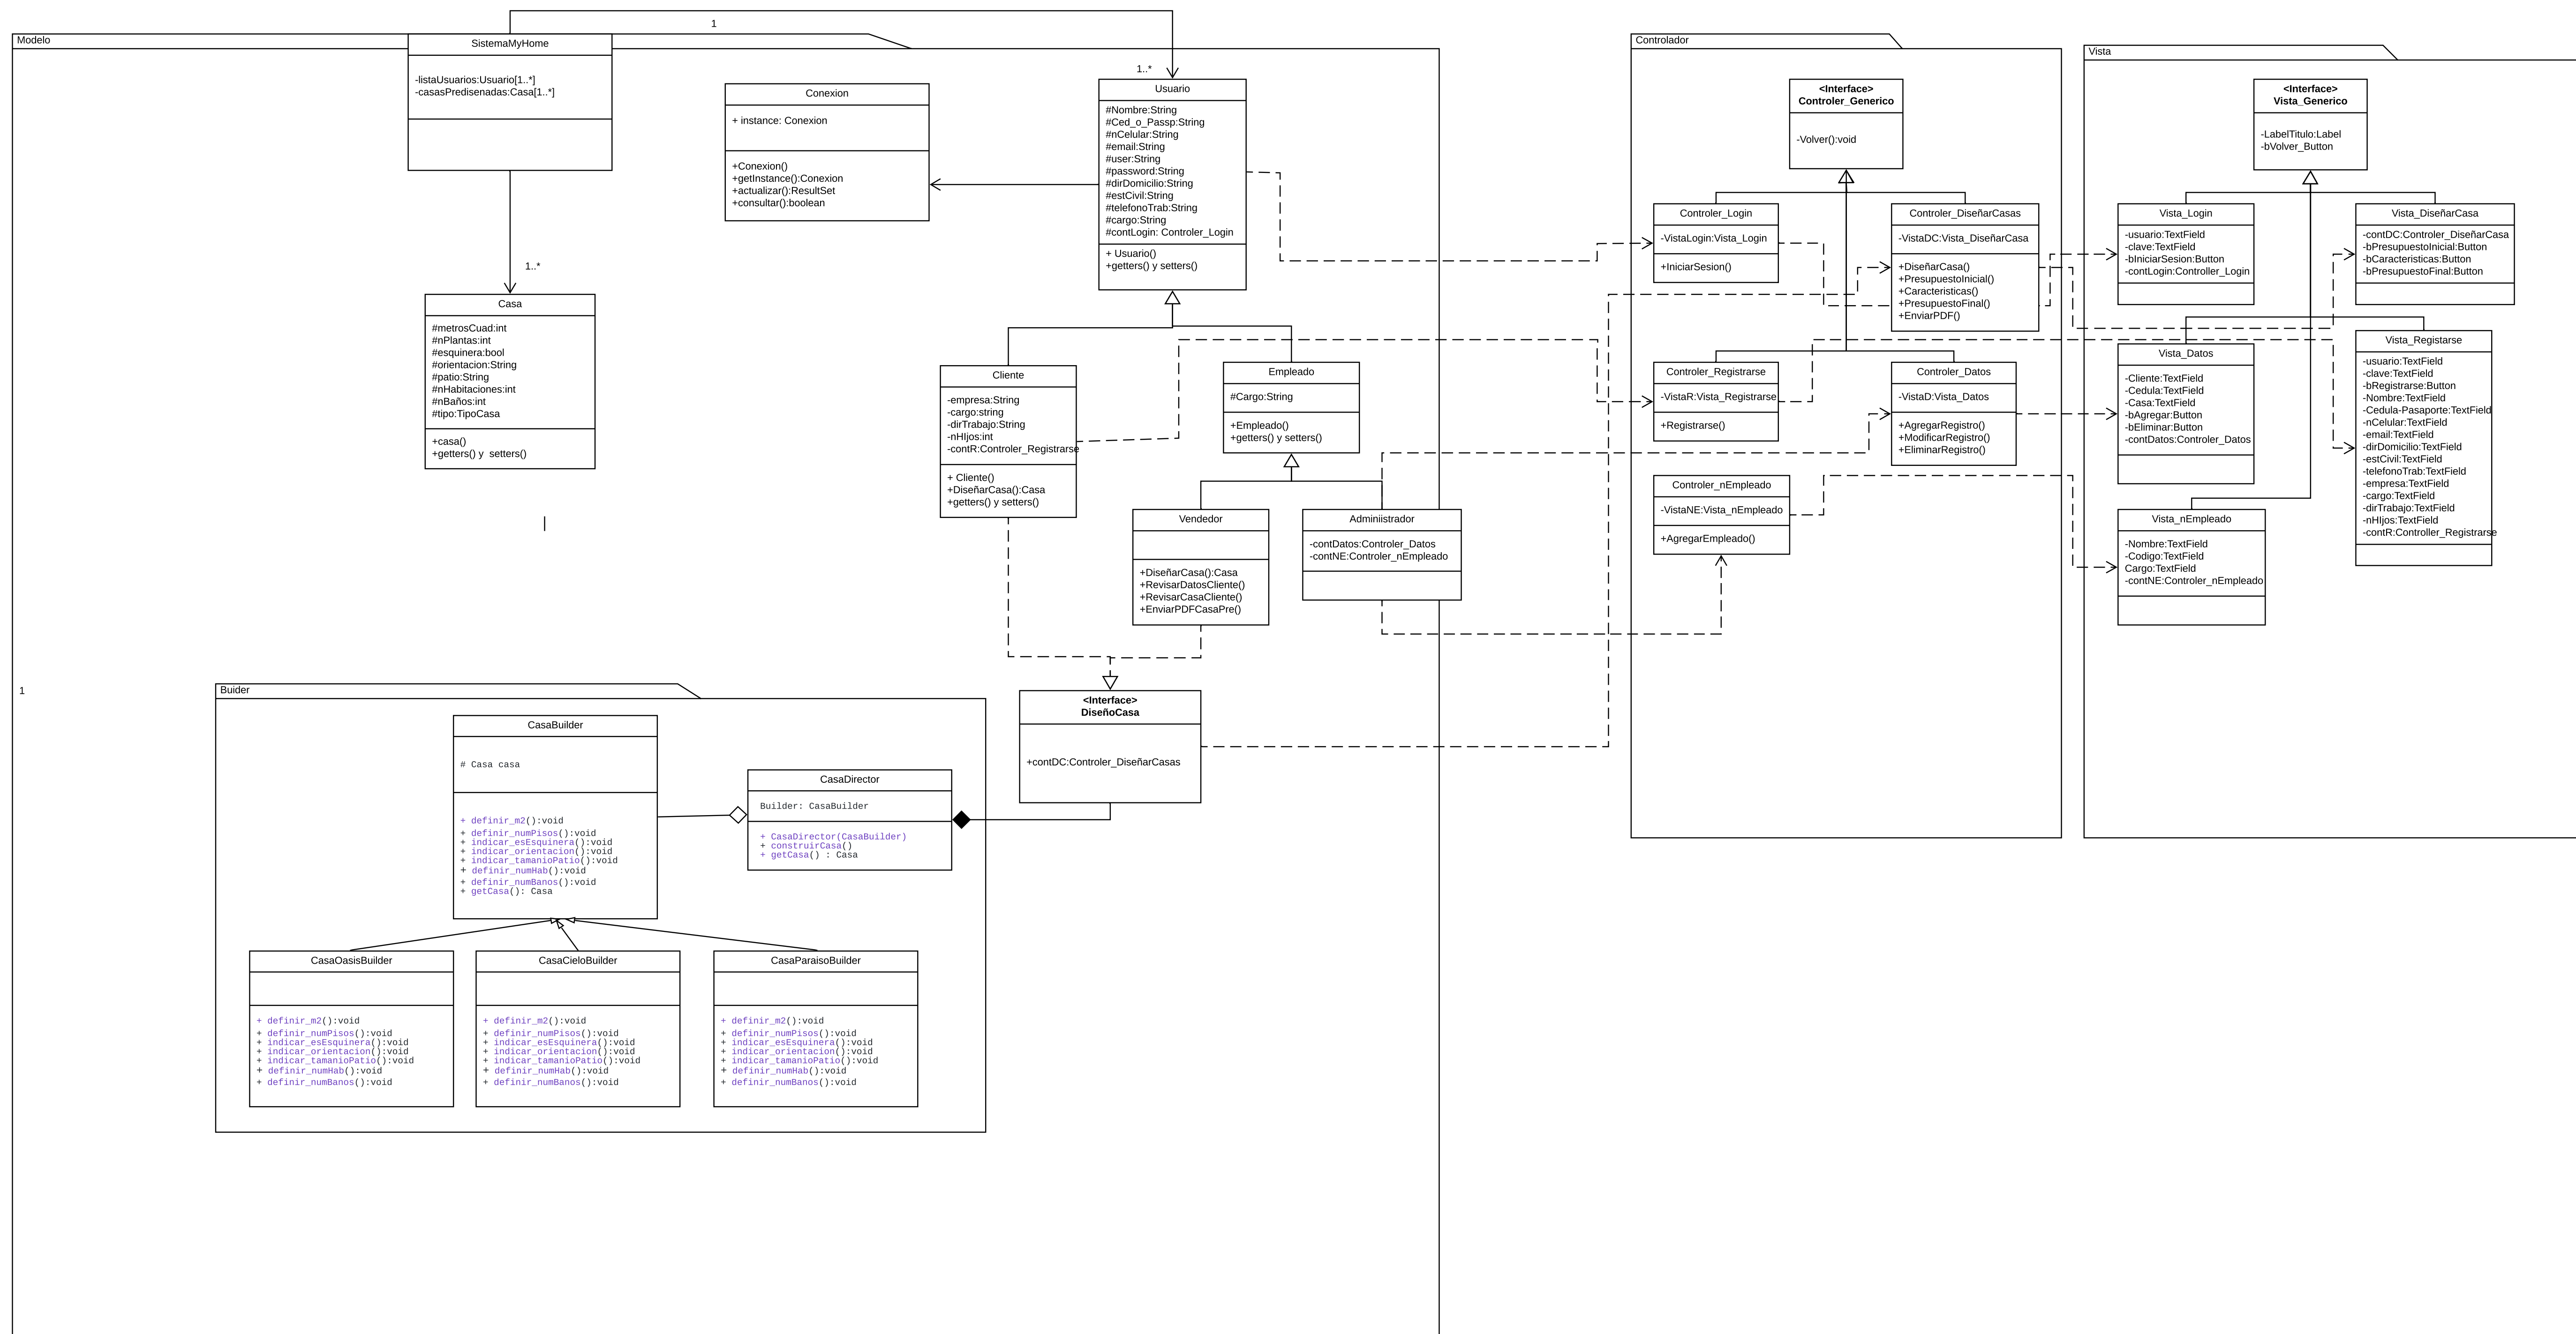 1
Modelo
SistemaMyHome
-listaUsuarios:Usuario[1..*]
-casasPredisenadas:Casa[1..*]
1..*
Conexion
+ instance: Conexion
+Conexion()
+getInstance():Conexion
+actualizar():ResultSet
+consultar():boolean
Usuario
#Nombre:String
#Ced_o_Passp:String
#nCelular:String
#email:String
#user:String
#password:String
#dirDomicilio:String
#estCivil:String
#telefonoTrab:String
#cargo:String
#contLogin: Controler_Login
+ Usuario()
+getters() y setters()
1..*
Casa
#metrosCuad:int
#nPlantas:int
#esquinera:bool
#orientacion:String
#patio:String
#nHabitaciones:int
#nBaños:int
#tipo:TipoCasa
+casa()
+getters() y  setters()
Cliente
-empresa:String
-cargo:string
-dirTrabajo:String
-nHIjos:int
-contR:Controler_Registrarse
+ Cliente()
+DiseñarCasa():Casa
+getters() y setters()
Empleado
#Cargo:String
+Empleado()
+getters() y setters()
Vendedor
+DiseñarCasa():Casa
+RevisarDatosCliente()
+RevisarCasaCliente()
+EnviarPDFCasaPre()
Adminiistrador
-contDatos:Controler_Datos
-contNE:Controler_nEmpleado
1
<Interface>
DiseñoCasa
+contDC:Controler_DiseñarCasas
Buider
CasaBuilder
# Casa casa
+ definir_m2():void
+ definir_numPisos():void
+ indicar_esEsquinera():void
+ indicar_orientacion():void
+ indicar_tamanioPatio():void
+ definir_numHab():void
+ definir_numBanos():void
+ getCasa(): Casa
CasaDirector
Builder: CasaBuilder
+ CasaDirector(CasaBuilder)
+ construirCasa()
+ getCasa() : Casa
CasaOasisBuilder
+ definir_m2():void
+ definir_numPisos():void
+ indicar_esEsquinera():void
+ indicar_orientacion():void
+ indicar_tamanioPatio():void
+ definir_numHab():void
+ definir_numBanos():void
CasaCieloBuilder
+ definir_m2():void
+ definir_numPisos():void
+ indicar_esEsquinera():void
+ indicar_orientacion():void
+ indicar_tamanioPatio():void
+ definir_numHab():void
+ definir_numBanos():void
CasaParaisoBuilder
+ definir_m2():void
+ definir_numPisos():void
+ indicar_esEsquinera():void
+ indicar_orientacion():void
+ indicar_tamanioPatio():void
+ definir_numHab():void
+ definir_numBanos():void
Controlador
<Interface>
Controler_Generico
-Volver():void
Controler_Login
-VistaLogin:Vista_Login
+IniciarSesion()
Controler_DiseñarCasas
-VistaDC:Vista_DiseñarCasa
+DiseñarCasa()
+PresupuestoInicial()
+Caracteristicas()
+PresupuestoFinal()
+EnviarPDF()
Controler_Registrarse
-VistaR:Vista_Registrarse
+Registrarse()
Controler_Datos
-VistaD:Vista_Datos
+AgregarRegistro()
+ModificarRegistro()
+EliminarRegistro()
Controler_nEmpleado
-VistaNE:Vista_nEmpleado
+AgregarEmpleado()
Vista
<Interface>
Vista_Generico
-LabelTitulo:Label
-bVolver_Button
Vista_Login
-usuario:TextField
-clave:TextField
-bIniciarSesion:Button
-contLogin:Controller_Login
Vista_DiseñarCasa
-contDC:Controler_DiseñarCasa
-bPresupuestoInicial:Button
-bCaracteristicas:Button
-bPresupuestoFinal:Button
Vista_Datos
-Cliente:TextField
-Cedula:TextField
-Casa:TextField
-bAgregar:Button
-bEliminar:Button
-contDatos:Controler_Datos
Vista_Registarse
-usuario:TextField
-clave:TextField
-bRegistrarse:Button
-Nombre:TextField
-Cedula-Pasaporte:TextField
-nCelular:TextField
-email:TextField
-dirDomicilio:TextField
-estCivil:TextField
-telefonoTrab:TextField
-empresa:TextField
-cargo:TextField
-dirTrabajo:TextField
-nHIjos:TextField
-contR:Controller_Registrarse
Vista_nEmpleado
-Nombre:TextField
-Codigo:TextField
Cargo:TextField
-contNE:Controler_nEmpleado